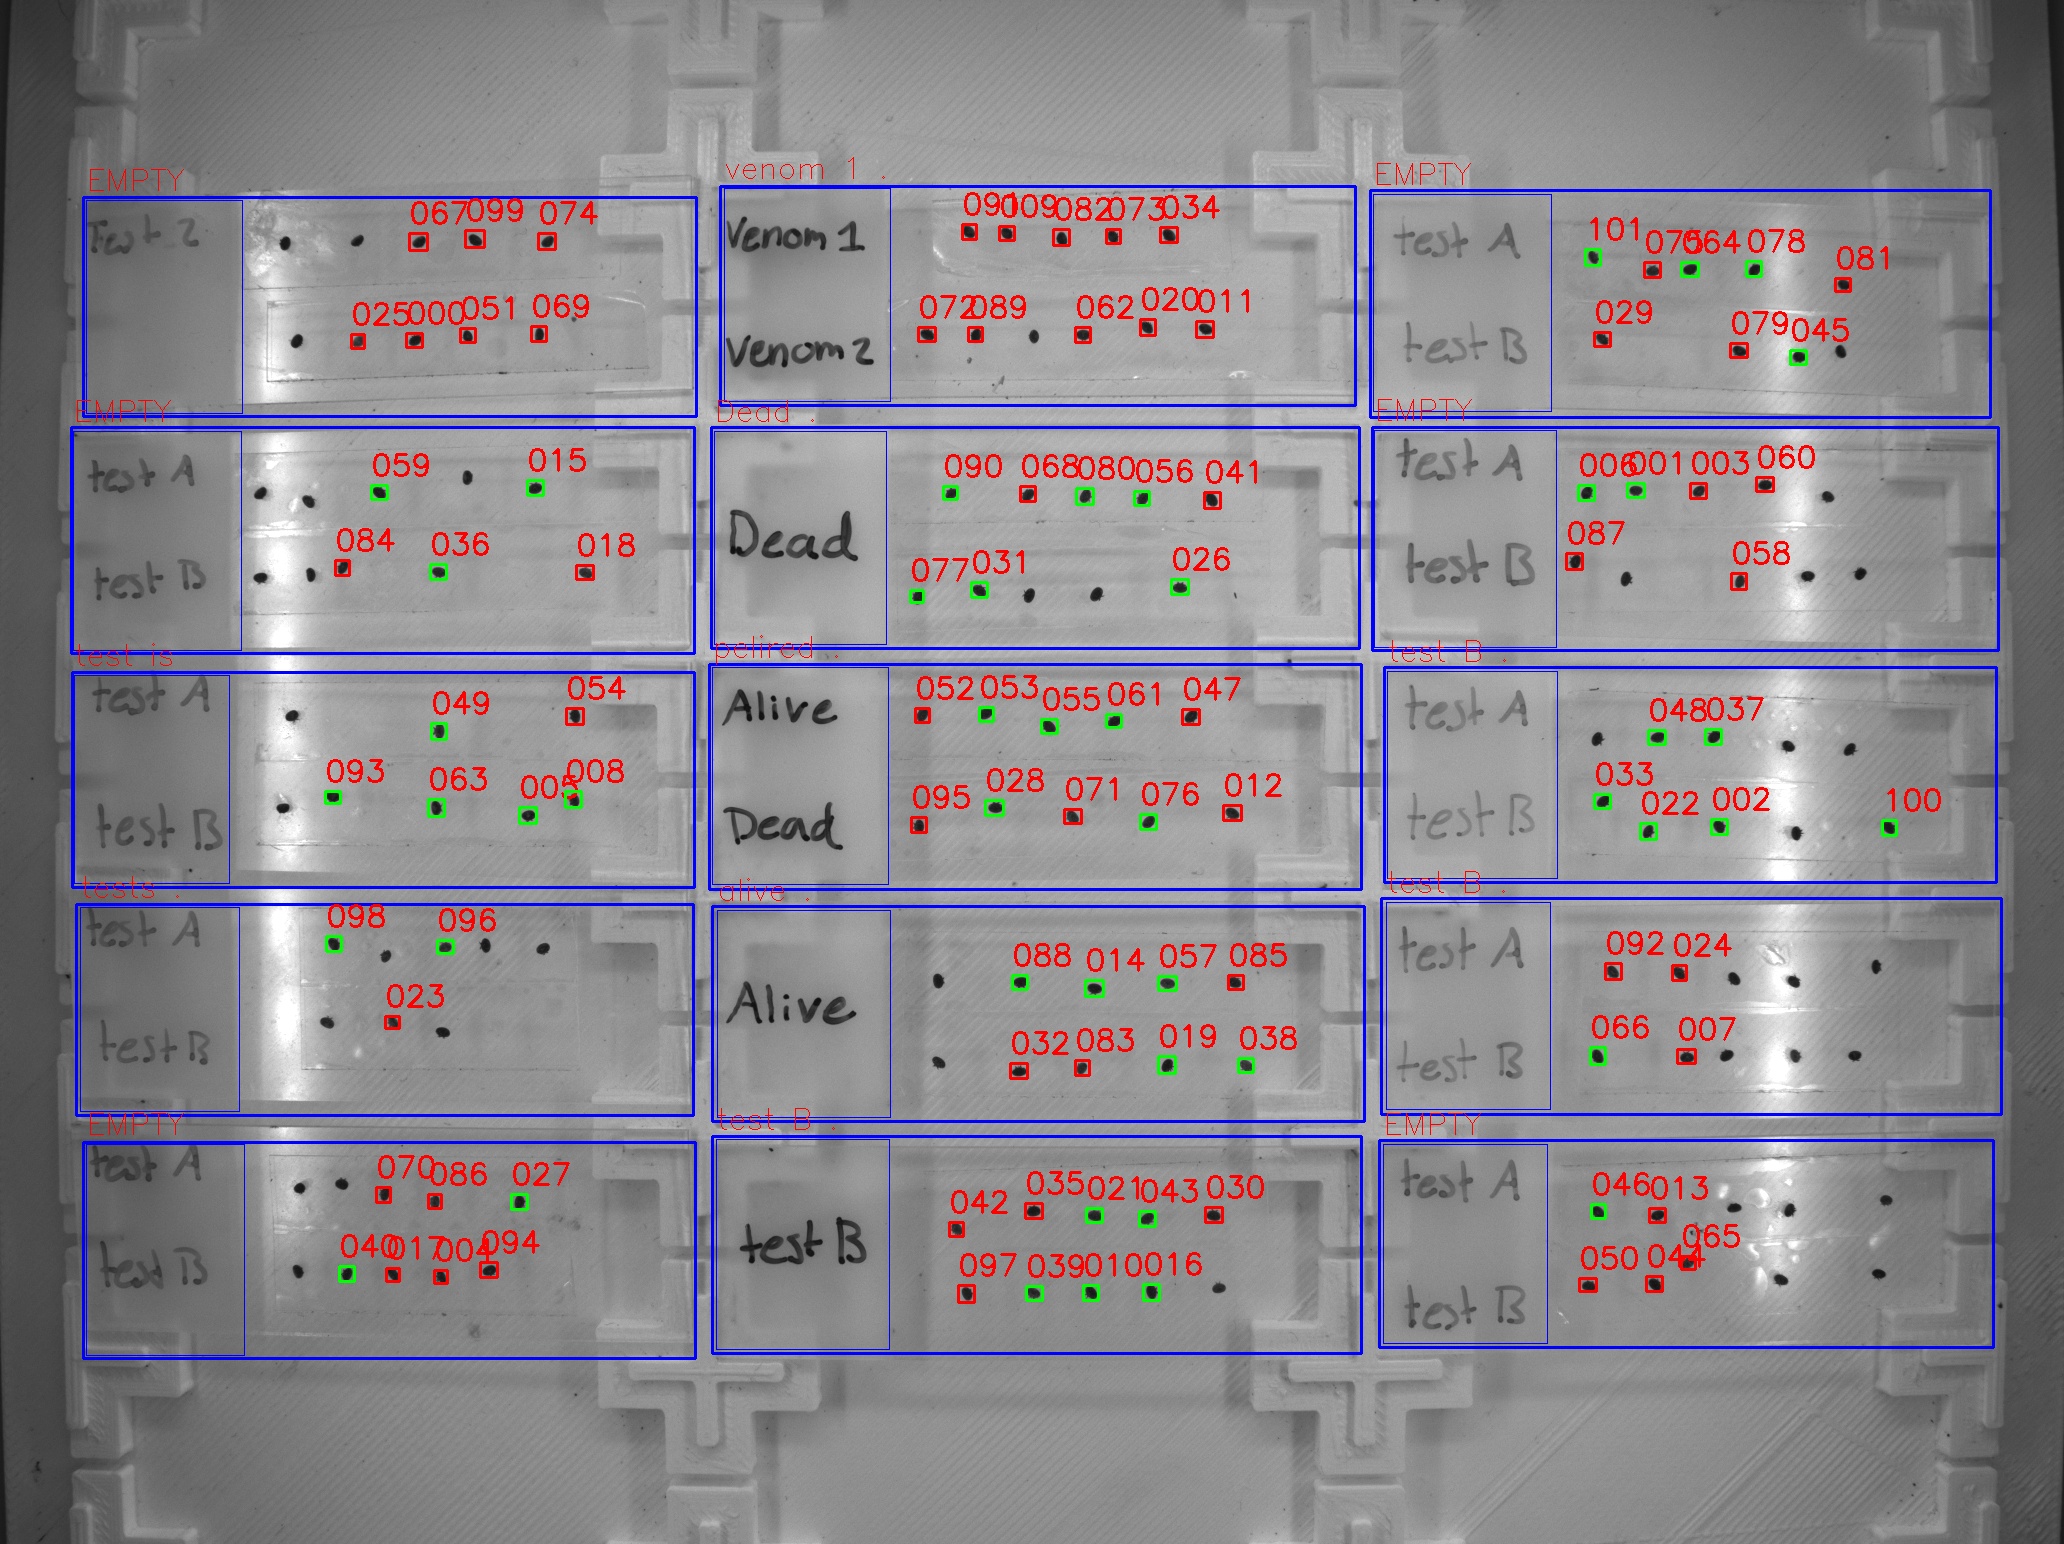 EMPTY
Test 2
067 099 074
025 000 051 069
venom 1 .
Venom 1
091 009 082 073 034
Venom 2
072 089 062 020 011
EMPTY
test A
101 075 064 078 081
test B
029 079 045
EMPTY
test A
059 015
test B
084 036 018
Dead .
Dead
090 068 080 056 041
077 031 026
EMPTY
test A
006 001 003 060
test B
087 058
test is
test A
049 054
test B
093 063 005 008
pelired .
Alive
052 053 055 061 047
Dead
095 028 071 076 012
test B .
test A
048 037
test B
033 022 002 100
tests .
test A
098 096
test B
023
alive .
Alive
088 014 057 085
032 083 019 038
test B .
test A
092 024
test B
066 007
EMPTY
test A
070 086 027
test B
040 017 004 094
test B .
test B
042 035 021 043 030
097 039 010 016
EMPTY
test A
046 013
test B
050 044 065